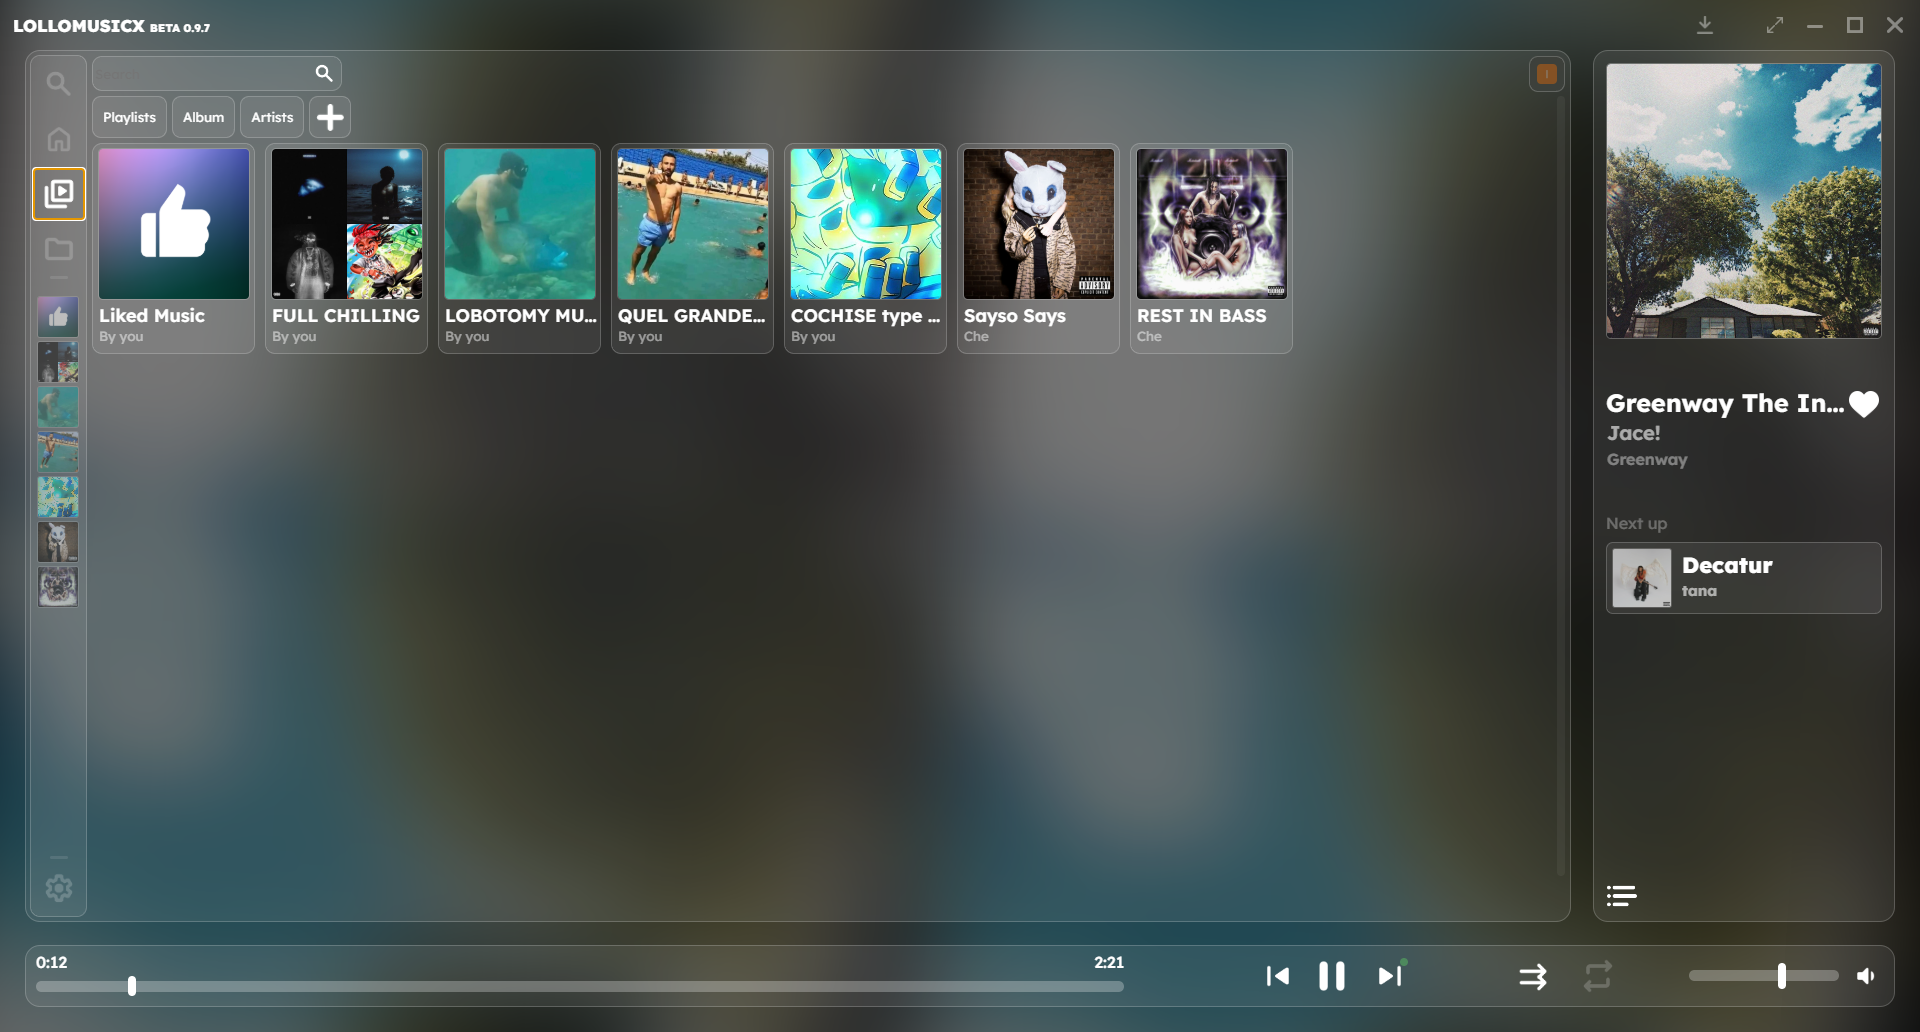 LOLLOMUSICX BETA 0.9.7
Playlists
Album
Artists
Liked Music
By you
FULL CHILLING
By you
LOBOTOMY MU...
By you
QUEL GRANDE...
By you
COCHISE type ...
By you
Sayso Says
Che
REST IN BASS
Che
Greenway The In...
Jace!
Greenway
Next up
Decatur
tana
0:12
2:21